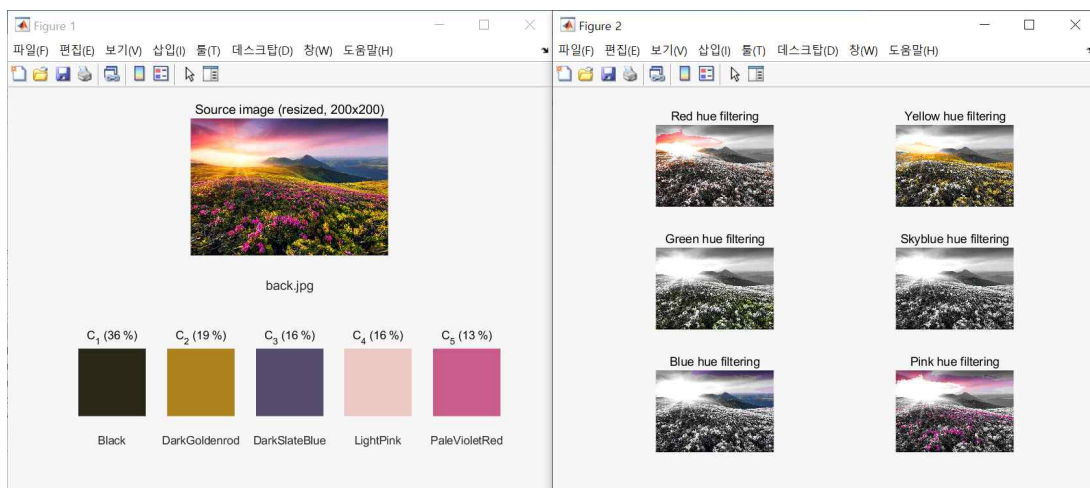 Figure 1
파일(F) 편집(E) 보기(V) 삽입(I) 툴(T) 데스크탑(D) 창(W) 도움말(H)
Source image (resized, 200x200)
back.jpg
C1 (36 %) C2 (19 %) C3 (16 %) C4 (16 %) C5 (13 %)
Black DarkGoldenrod DarkSlateBlue LightPink PaleVioletRed
Figure 2
파일(F) 편집(E) 보기(V) 삽입(I) 툴(T) 데스크탑(D) 창(W) 도움말(H)
Red hue filtering Yellow hue filtering
Green hue filtering Skyblue hue filtering
Blue hue filtering Pink hue filtering